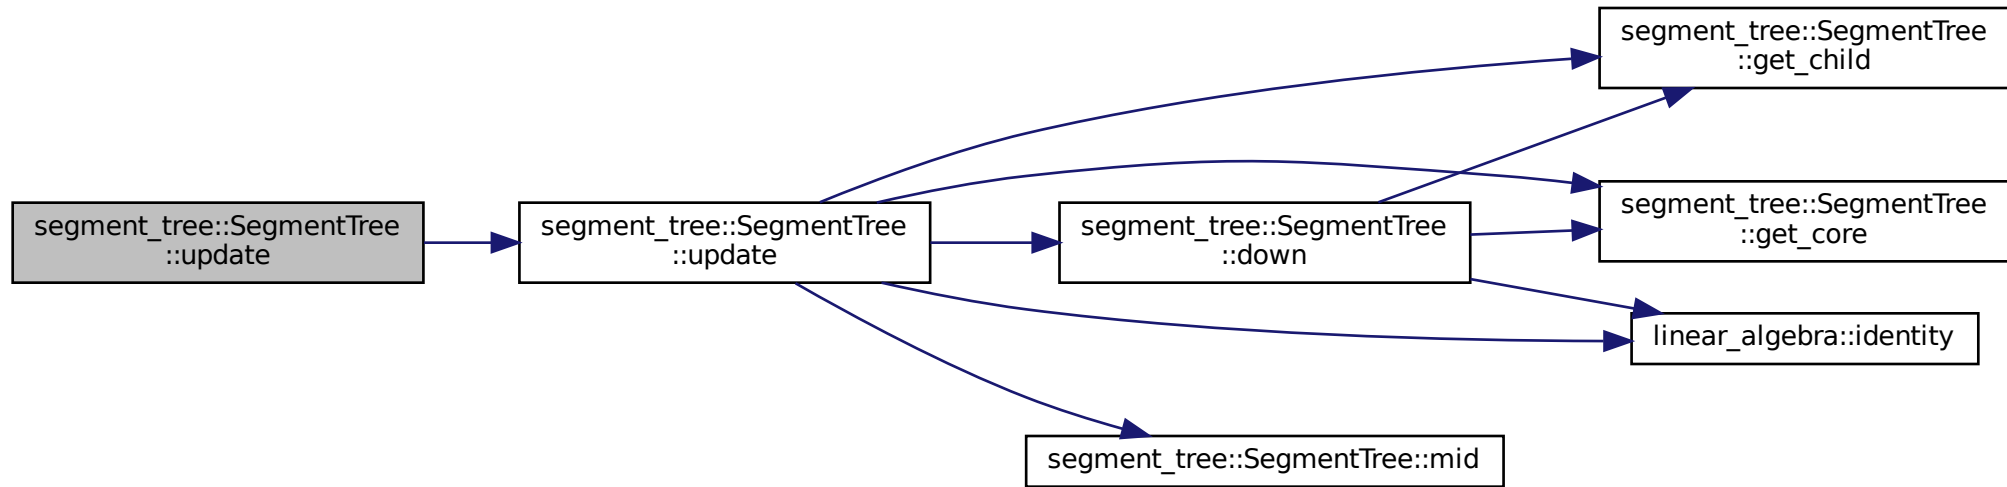 segment_tree::SegmentTree
::update
segment_tree::SegmentTree
::update
segment_tree::SegmentTree
::down
segment_tree::SegmentTree
::get_child
segment_tree::SegmentTree
::get_core
linear_algebra::identity
segment_tree::SegmentTree::mid